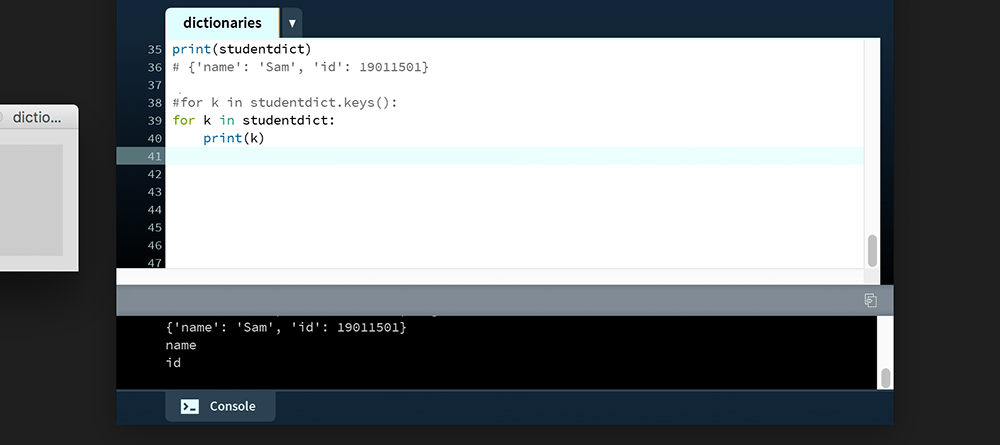 dictionaries
dictio...
35 print(studentdict)
36 # {'name': 'Sam', 'id': 19011501}
37
38 #for k in studentdict.keys():
39 for k in studentdict:
40     print(k)
41
42
43
44
45
46
47
{'name': 'Sam', 'id': 19011501}
name
id
Console